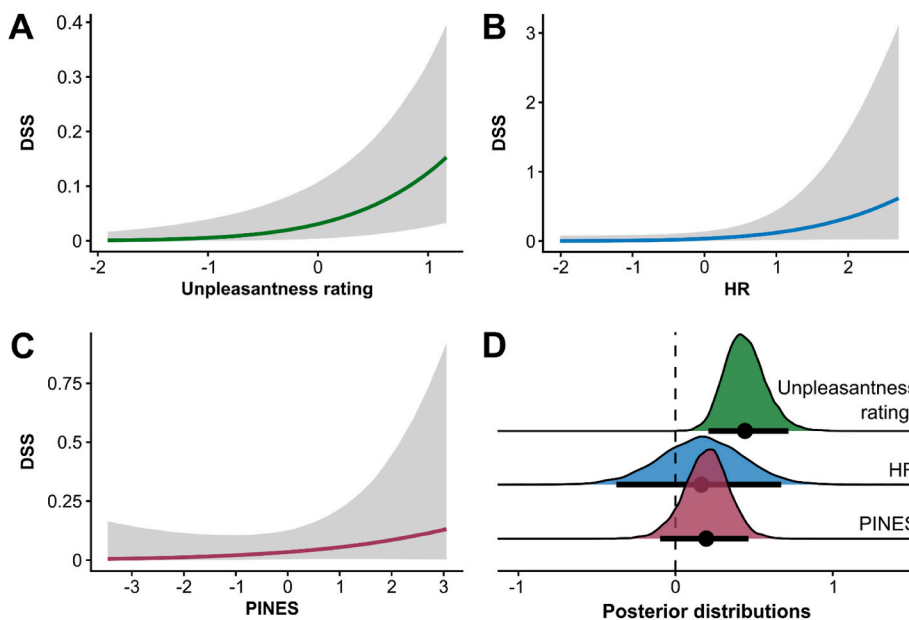 A
DSS
0.4
0.3
0.2
0.1
0
-2
-1
0
1
Unpleasantness rating
B
DSS
3
2
1
0
-2
-1
0
1
2
HR
C
DSS
0.75
0.5
0.25
0
-3
-2
-1
0
1
2
3
PINES
D
Unpleasantness
rating
HR
PINES
-1
0
1
Posterior distributions